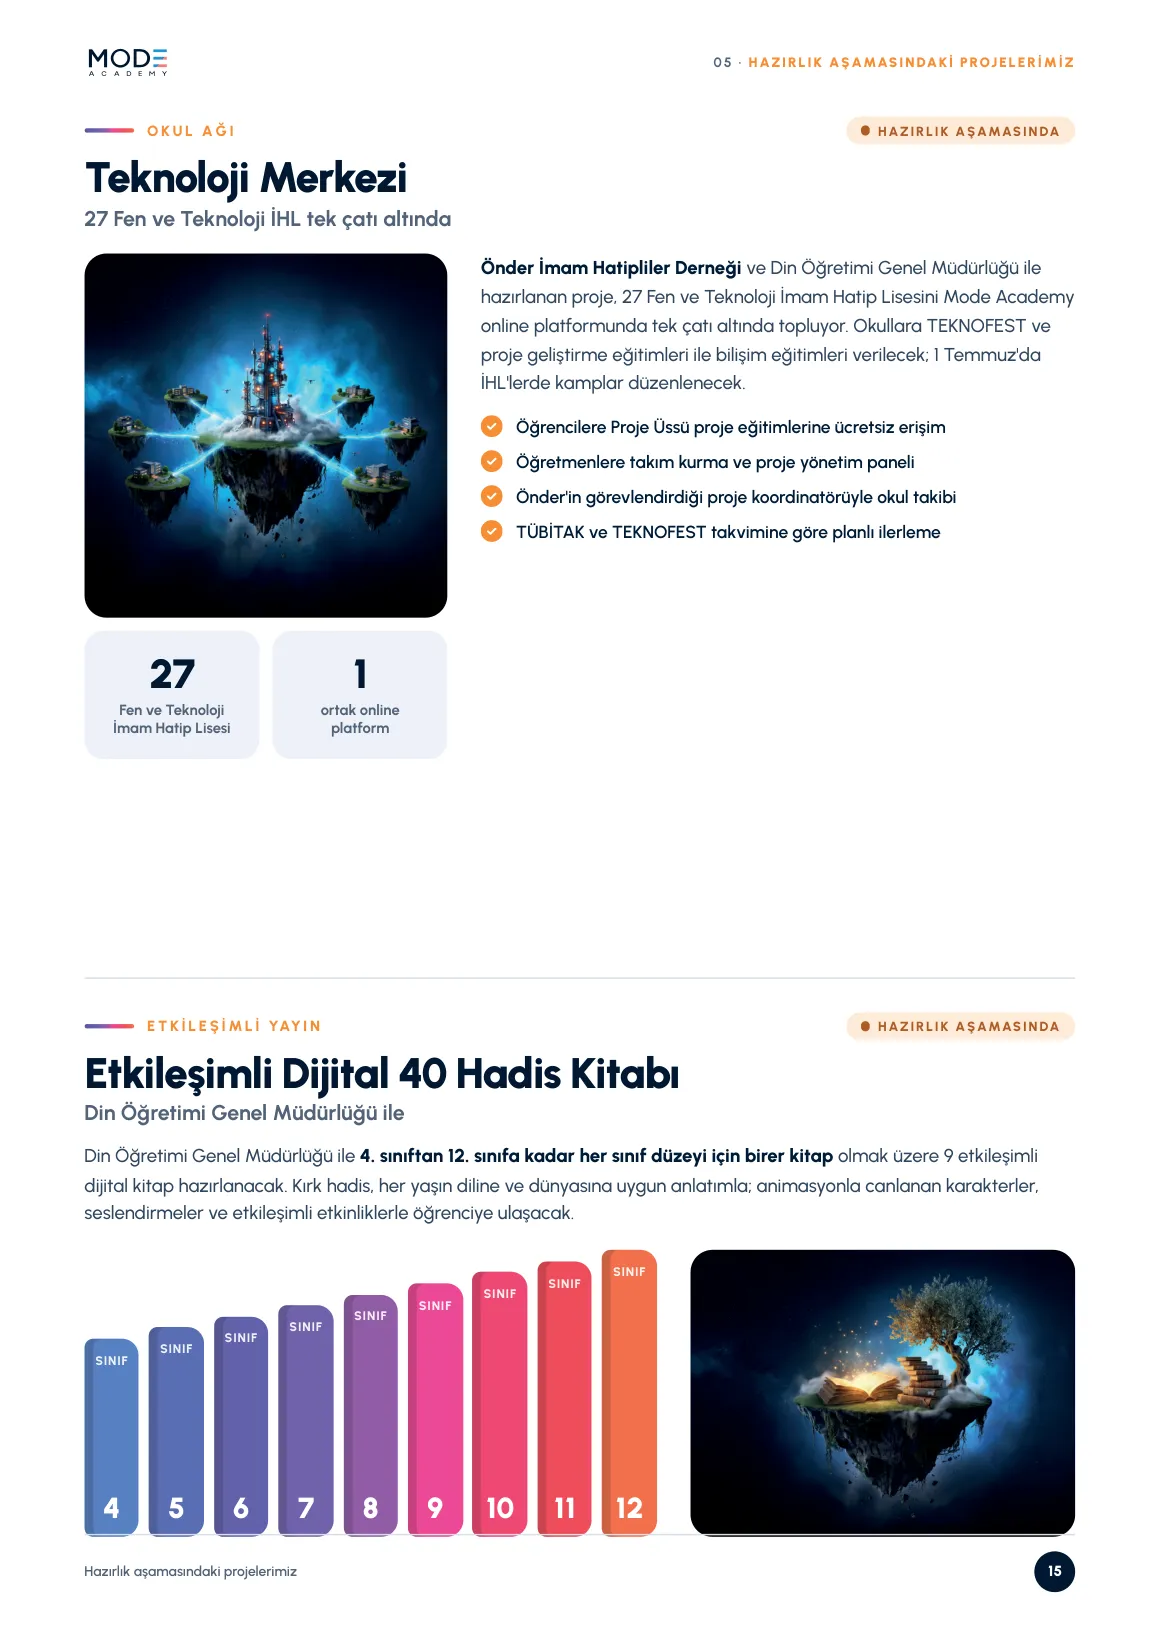 MODE
ACADEMY
05 · HAZIRLIK AŞAMASINDAKİ PROJELERİMİZ
OKUL AĞI
HAZIRLIK AŞAMASINDA
Teknoloji Merkezi
27 Fen ve Teknoloji İHL tek çatı altında
Önder İmam Hatipliler Derneği ve Din Öğretimi Genel Müdürlüğü ile
hazırlanan proje, 27 Fen ve Teknoloji İmam Hatip Lisesini Mode Academy
online platformunda tek çatı altında topluyor. Okullara TEKNOFEST ve
proje geliştirme eğitimleri ile bilişim eğitimleri verilecek; 1 Temmuz'da
İHL'lerde kamplar düzenlenecek.
Öğrencilere Proje Üssü proje eğitimlerine ücretsiz erişim
Öğretmenlere takım kurma ve proje yönetim paneli
Önder'in görevlendirdiği proje koordinatörüyle okul takibi
TÜBİTAK ve TEKNOFEST takvimine göre planlı ilerleme
27
Fen ve Teknoloji
İmam Hatip Lisesi
1
ortak online
platform
ETKİLEŞİMLİ YAYIN
HAZIRLIK AŞAMASINDA
Etkileşimli Dijital 40 Hadis Kitabı
Din Öğretimi Genel Müdürlüğü ile
Din Öğretimi Genel Müdürlüğü ile 4. sınıftan 12. sınıfa kadar her sınıf düzeyi için birer kitap olmak üzere 9 etkileşimli
dijital kitap hazırlanacak. Kırk hadis, her yaşın diline ve dünyasına uygun anlatımla; animasyonla canlanan karakterler,
seslendirmeler ve etkileşimli etkinliklerle öğrenciye ulaşacak.
SINIF
4
SINIF
5
SINIF
6
SINIF
7
SINIF
8
SINIF
9
SINIF
10
SINIF
11
SINIF
12
Hazırlık aşamasındaki projelerimiz
15